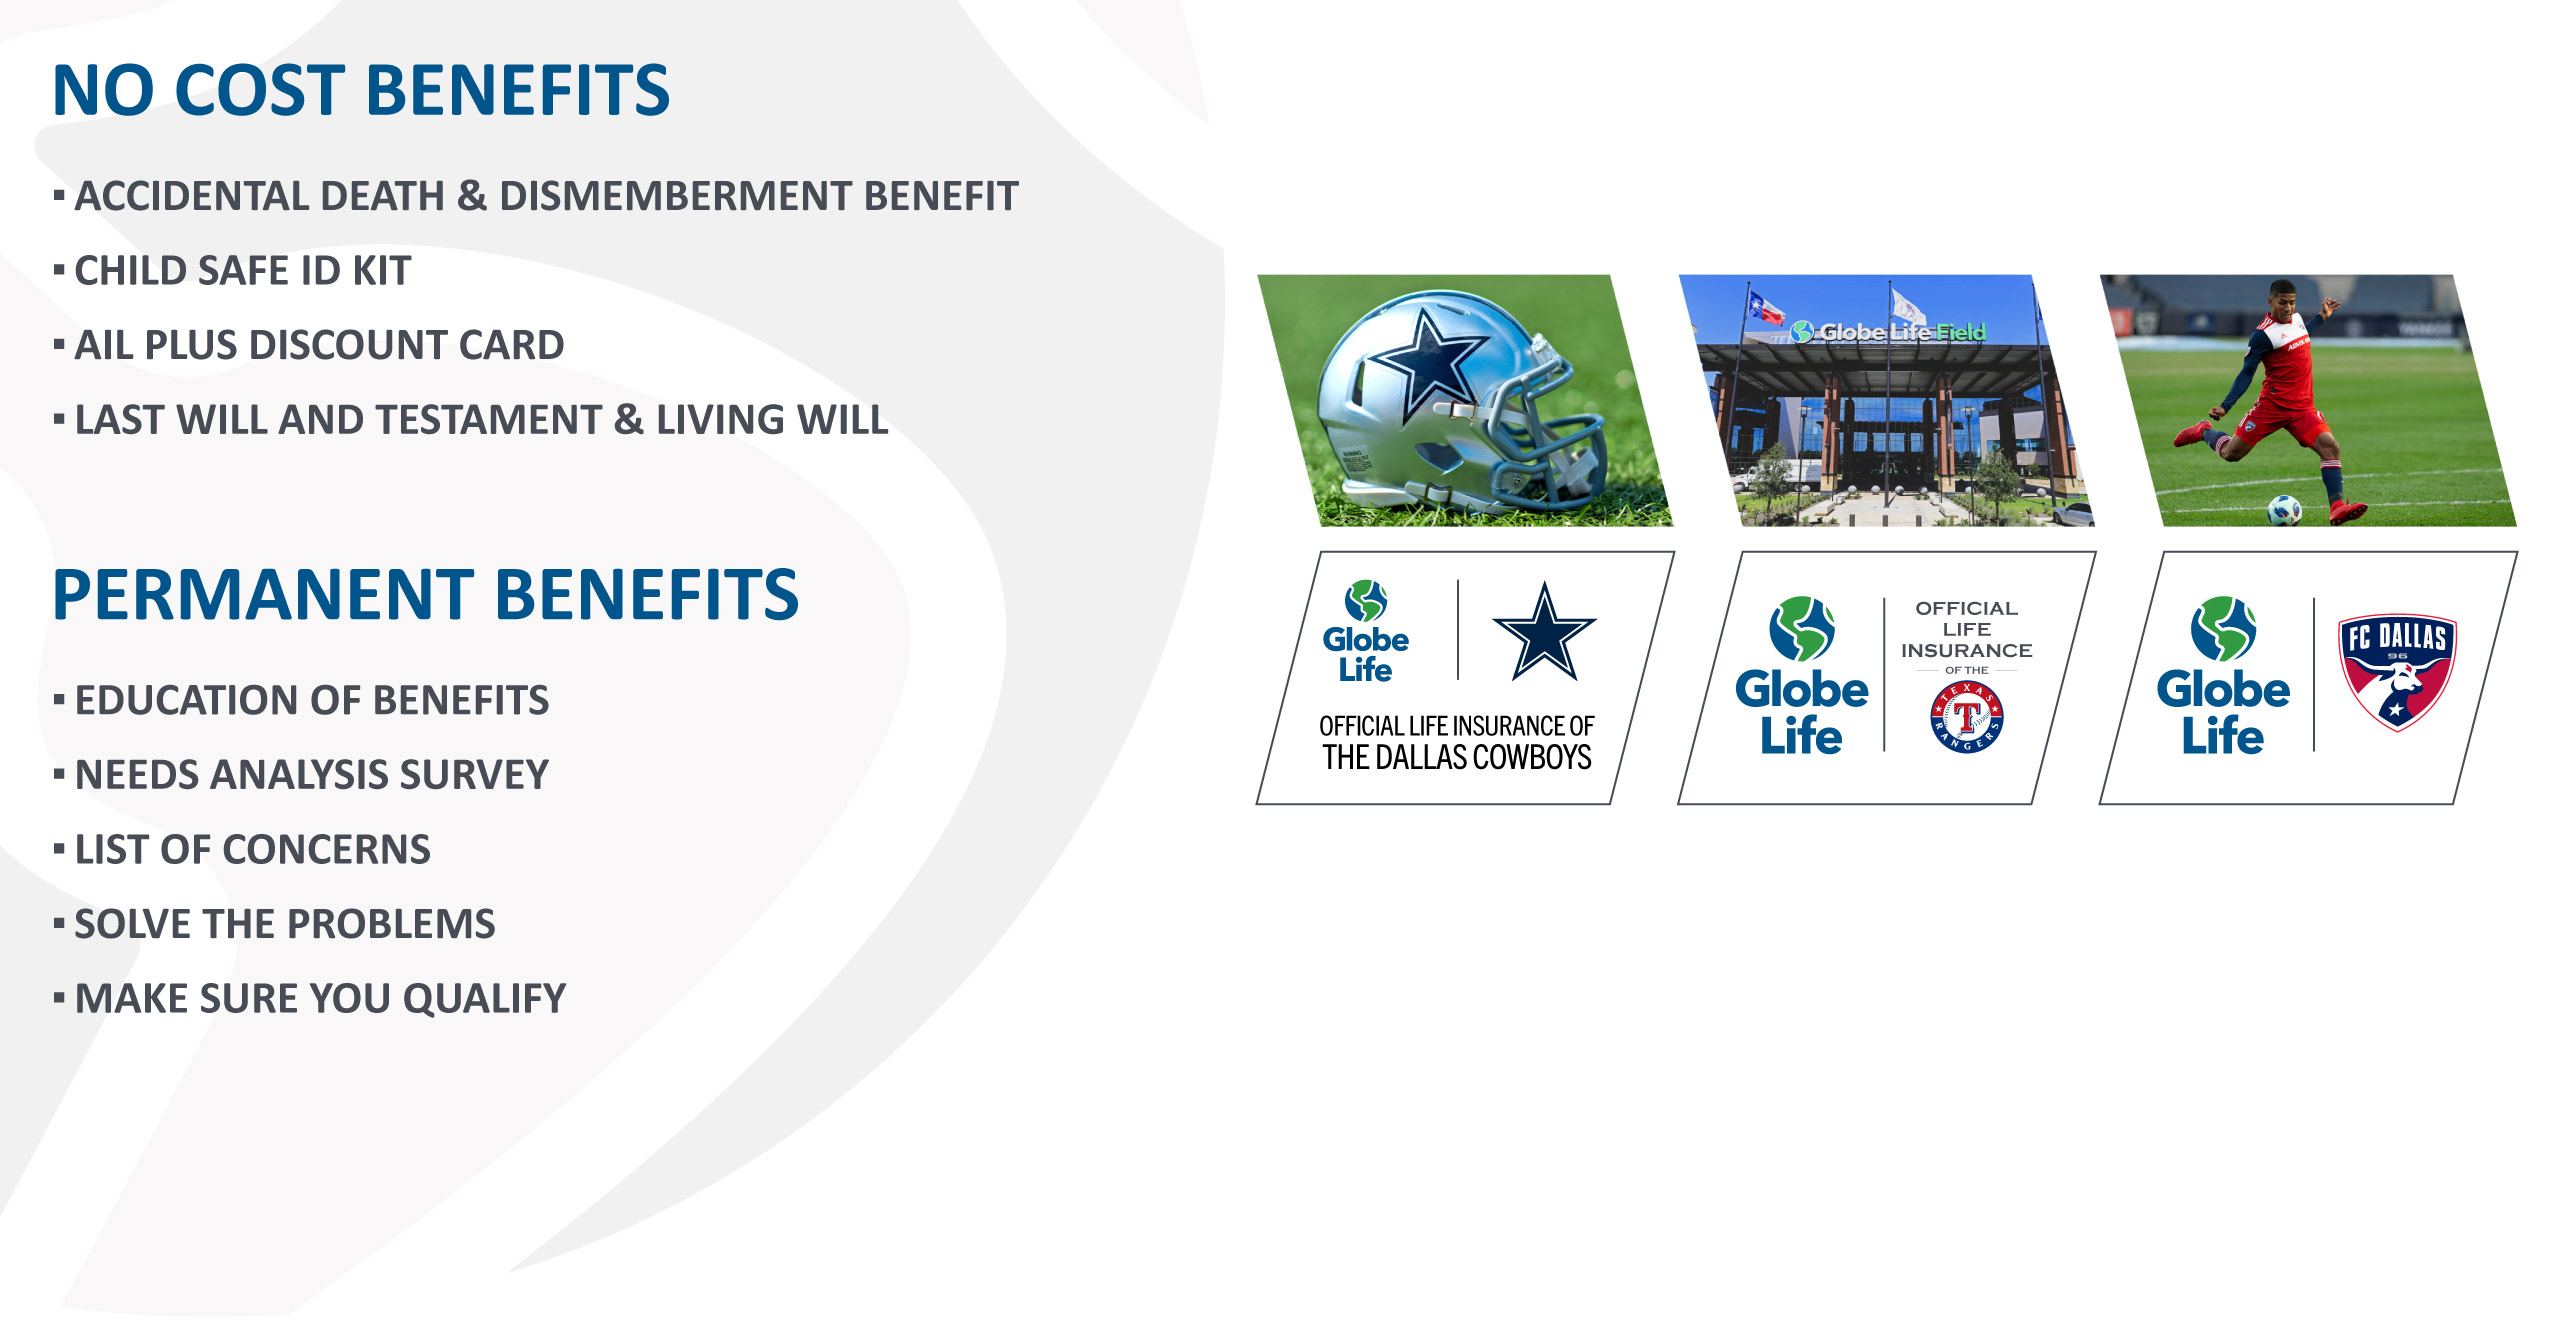 NO COST BENEFITS
▪ ACCIDENTAL DEATH & DISMEMBERMENT BENEFIT
▪ CHILD SAFE ID KIT
▪ AIL PLUS DISCOUNT CARD
▪ LAST WILL AND TESTAMENT & LIVING WILL
PERMANENT BENEFITS
▪ EDUCATION OF BENEFITS
▪ NEEDS ANALYSIS SURVEY
▪ LIST OF CONCERNS
▪ SOLVE THE PROBLEMS
▪ MAKE SURE YOU QUALIFY
Globe Life Field
Globe
Life
OFFICIAL LIFE INSURANCE OF
THE DALLAS COWBOYS
Globe
Life
OFFICIAL
LIFE
INSURANCE
OF THE
TEXAS
T
RANGERS
Globe
Life
FC DALLAS
96